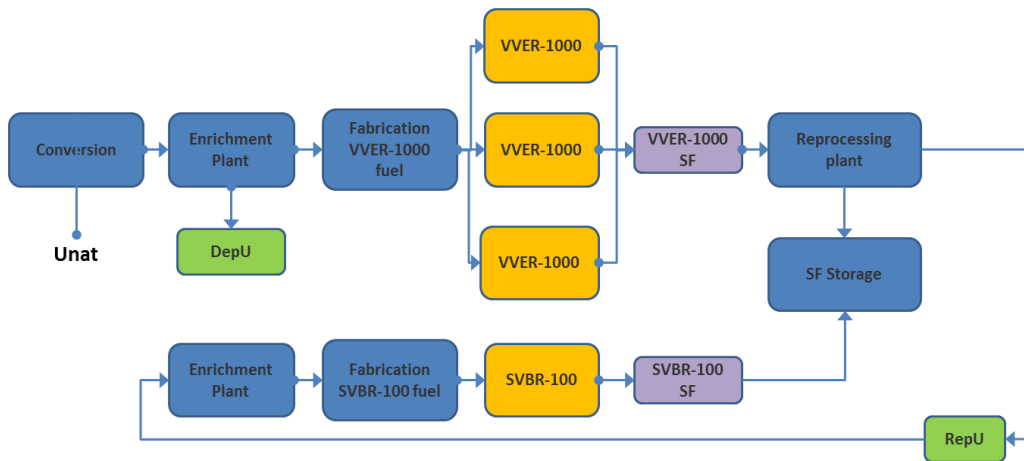 VVER-1000
Conversion
Enrichment
Plant
Fabrication
VVER-1000
fuel
VVER-1000
VVER-1000
SF
Reprocessing
plant
Unat
DepU
VVER-1000
SF Storage
Enrichment
Plant
Fabrication
SVBR-100 fuel
SVBR-100
SVBR-100
SF
RepU